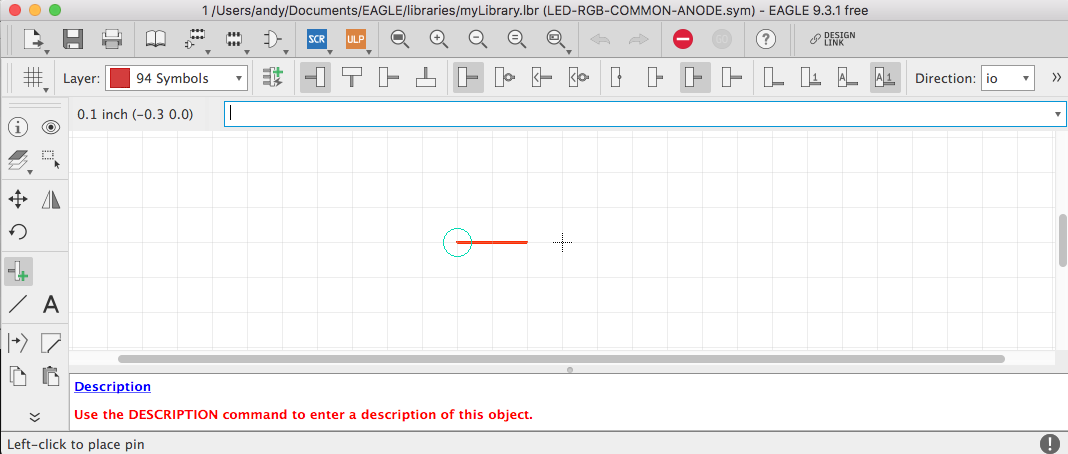 1 /Users/andy/Documents/EAGLE/libraries/myLibrary.lbr (LED-RGB-COMMON-ANODE.sym) - EAGLE 9.3.1 free
SCR ULP ? DESIGN
LINK
Layer: 94 Symbols 1 A A1 Direction: io »
0.1 inch (-0.3 0.0)
i
A
Description
Use the DESCRIPTION command to enter a description of this object.
Left-click to place pin !